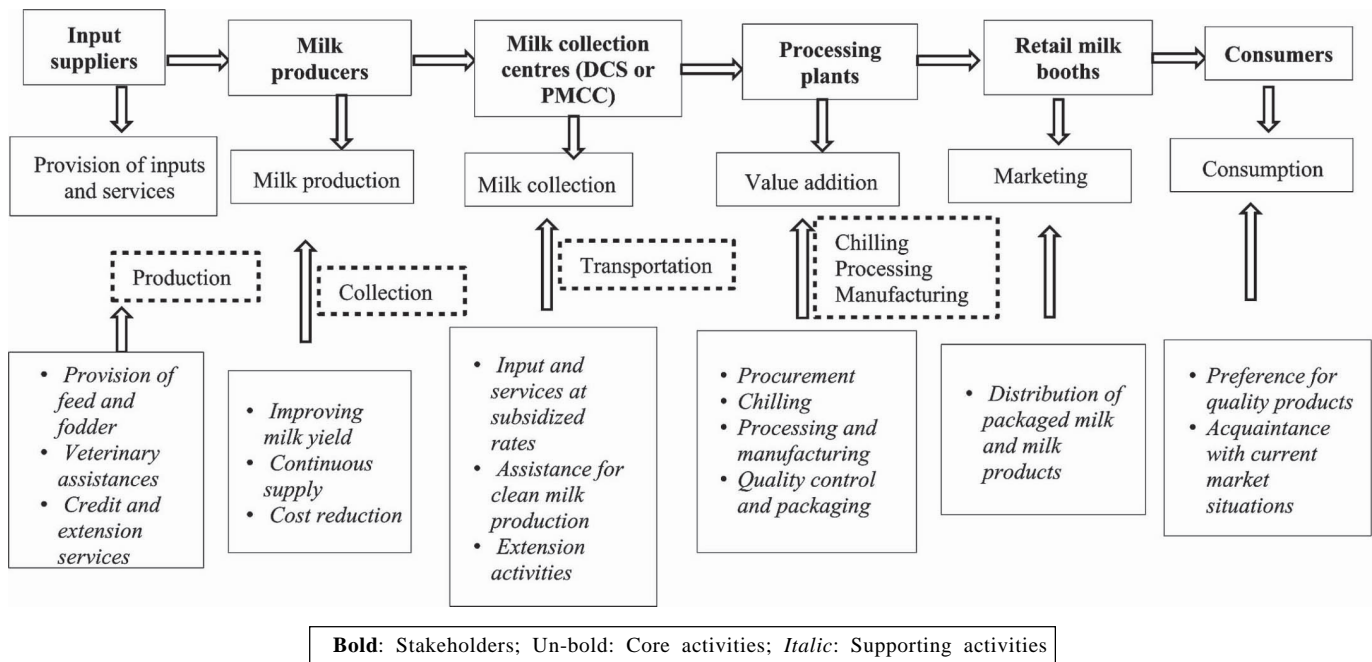 Input
suppliers
Milk
producers
Milk collection
centres (DCS or
PMCC)
Processing
plants
Retail milk
booths
Consumers
Provision of inputs
and services
Milk production
Milk collection
Value addition
Marketing
Consumption
Production
Collection
Transportation
Chilling
Processing
Manufacturing
• Provision of
feed and
fodder
• Veterinary
assistances
• Credit and
extension
services
• Improving
milk yield
• Continuous
supply
• Cost reduction
• Input and
services at
subsidized
rates
• Assistance for
clean milk
production
• Extension
activities
• Procurement
• Chilling
• Processing and
manufacturing
• Quality control
and packaging
• Distribution of
packaged milk
and milk
products
• Preference for
quality products
• Acquaintance
with current
market
situations
Bold: Stakeholders; Un-bold: Core activities; Italic: Supporting activities